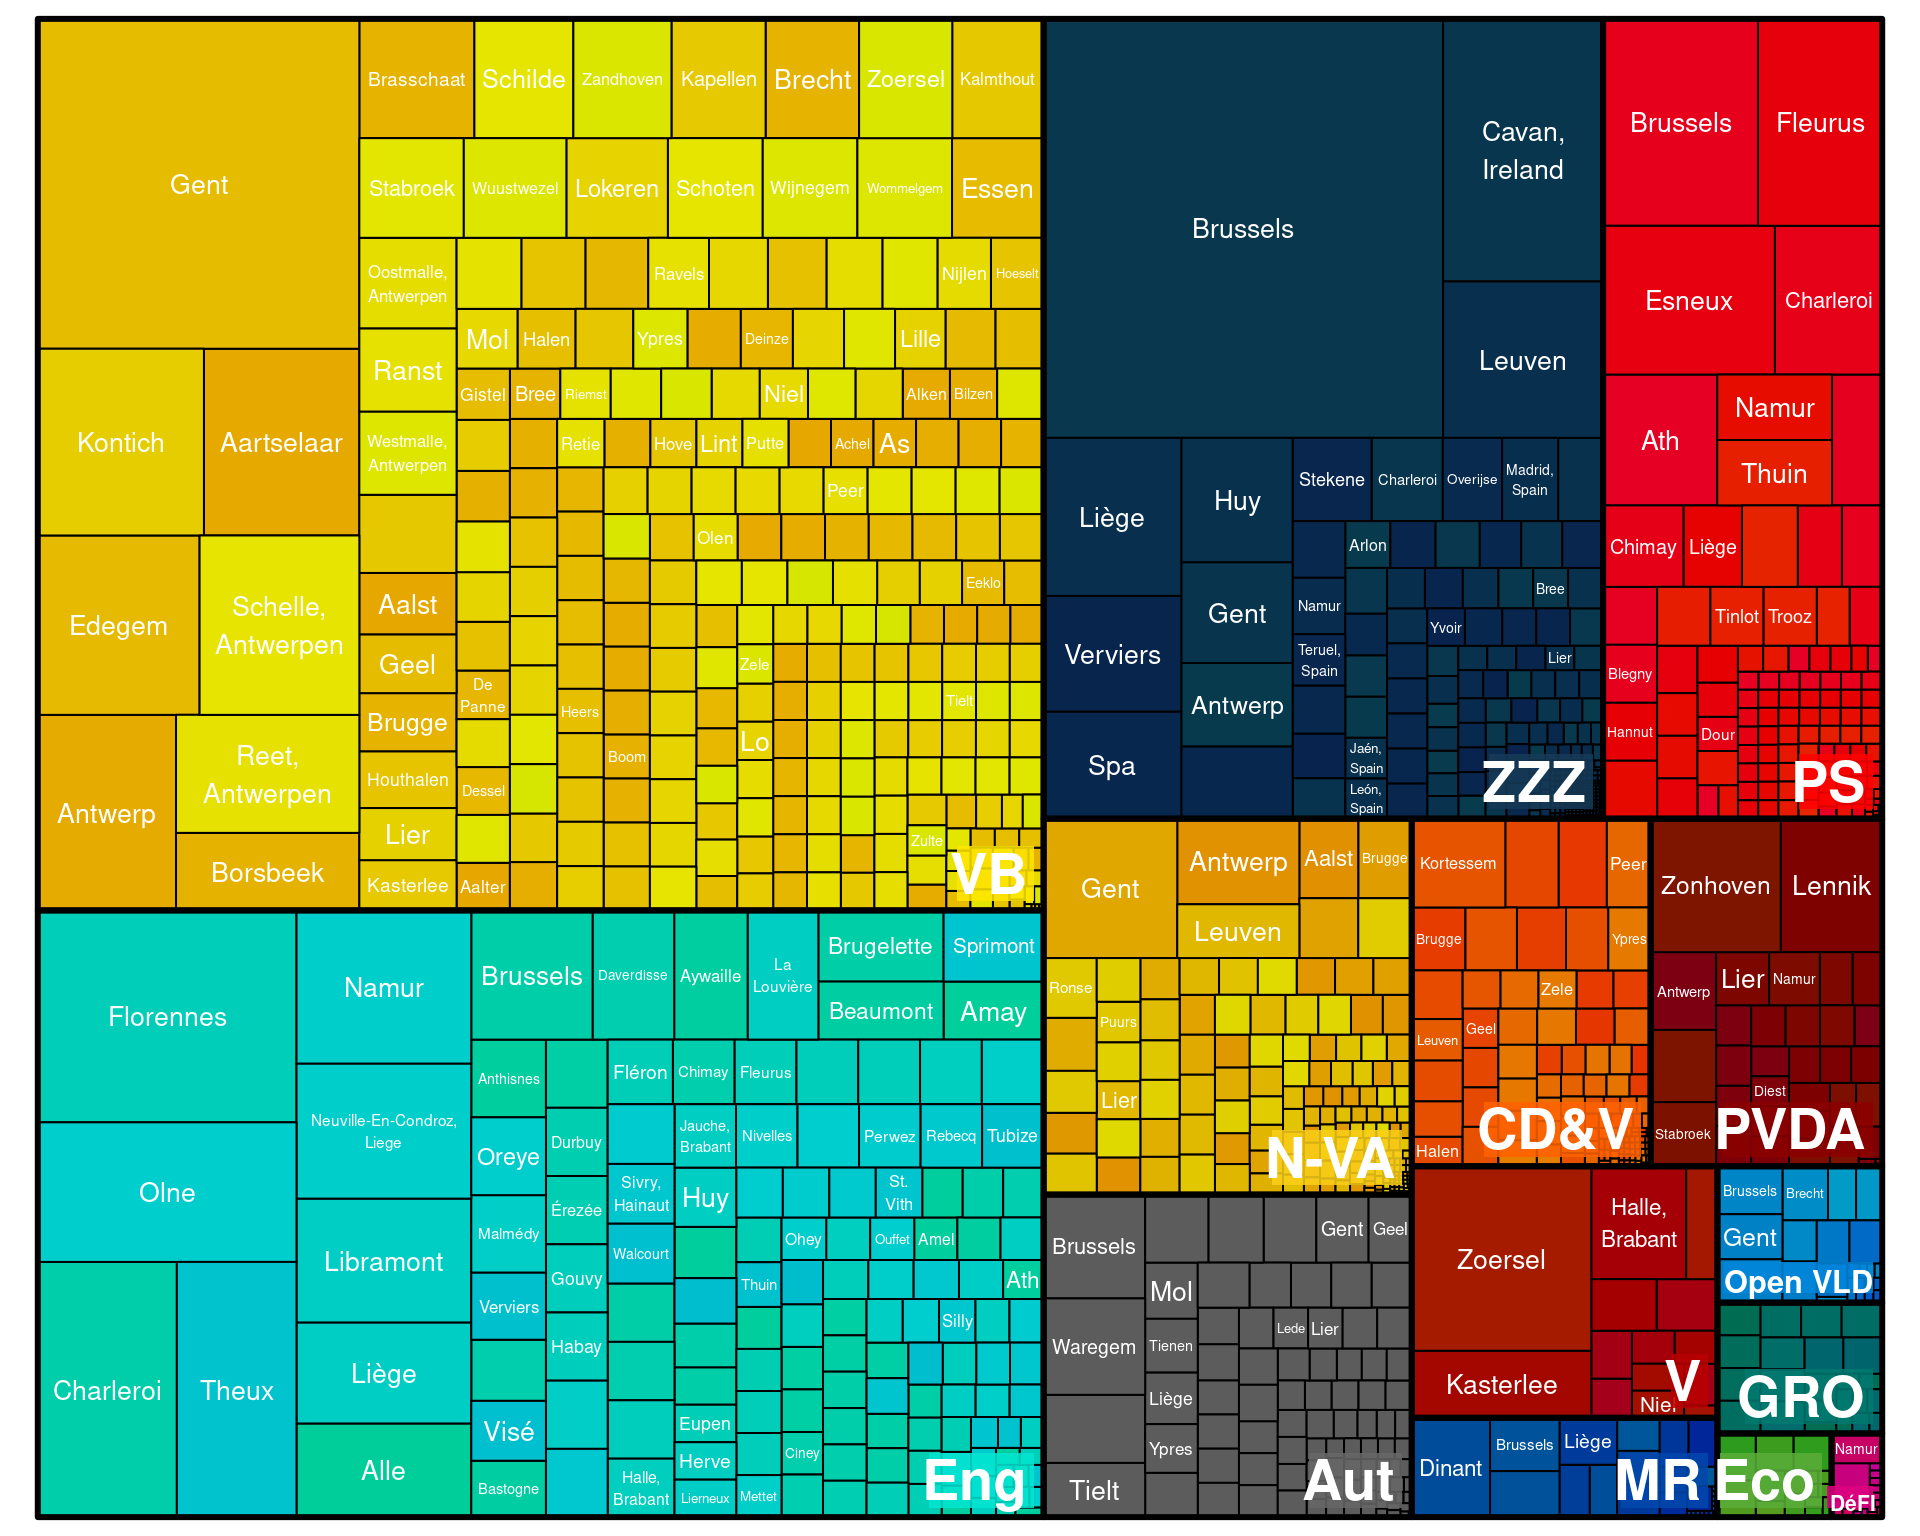 Gent
Brasschaat
Schilde
Zandhoven
Kapellen
Brecht
Zoersel
Kalmthout
Stabroek
Wuustwezel
Lokeren
Schoten
Wijnegem
Wommelgem
Essen
Oostmalle,
Antwerpen
Ravels
Nijlen
Hoeselt
Ranst
Mol
Halen
Ypres
Deinze
Lille
Gistel
Bree
Riemst
Niel
Alken
Bilzen
Kontich
Aartselaar
Westmalle,
Antwerpen
Retie
Hove
Lint
Putte
Achel
As
Peer
Olen
Eeklo
Edegem
Schelle,
Antwerpen
Aalst
Geel
De
Panne
Heers
Zele
Tielt
Brugge
Boom
Lo
Antwerp
Reet,
Antwerpen
Houthalen
Dessel
Lier
Zulte
Borsbeek
Kasterlee
Aalter
VB
Brussels
Cavan,
Ireland
Leuven
Liège
Huy
Stekene
Charleroi
Overijse
Madrid,
Spain
Arlon
Bree
Gent
Namur
Yvoir
Verviers
Teruel,
Spain
Lier
Antwerp
Spa
Jaén,
Spain
León,
Spain
ZZZ
Brussels
Fleurus
Esneux
Charleroi
Ath
Namur
Thuin
Chimay
Liège
Tinlot
Trooz
Blegny
Hannut
Dour
PS
Florennes
Namur
Brussels
Daverdisse
Aywaille
La
Louvière
Brugelette
Sprimont
Beaumont
Amay
Neuville-En-Condroz,
Liege
Anthisnes
Fléron
Chimay
Fleurus
Olne
Oreye
Durbuy
Jauche,
Brabant
Nivelles
Perwez
Rebecq
Tubize
Libramont
Malmédy
Érezée
Sivry,
Hainaut
Huy
St.
Vith
Walcourt
Ohey
Ouffet
Amel
Charleroi
Theux
Verviers
Gouvy
Thuin
Ath
Liège
Habay
Silly
Alle
Visé
Eupen
Ciney
Bastogne
Halle,
Brabant
Herve
Lierneux
Mettet
Eng
Gent
Antwerp
Aalst
Brugge
Leuven
Ronse
Puurs
Lier
N-VA
Kortessem
Peer
Brugge
Ypres
Zele
Leuven
Geel
Halen
CD&V
Zonhoven
Lennik
Antwerp
Lier
Namur
Diest
Stabroek
PVDA
Brussels
Gent
Geel
Mol
Waregem
Tienen
Lede
Lier
Liège
Ypres
Tielt
Aut
Zoersel
Halle,
Brabant
Kasterlee
V
Brussels
Brecht
Gent
Open VLD
GRO
Dinant
Brussels
Liège
MR
Eco
Namur
DéFI